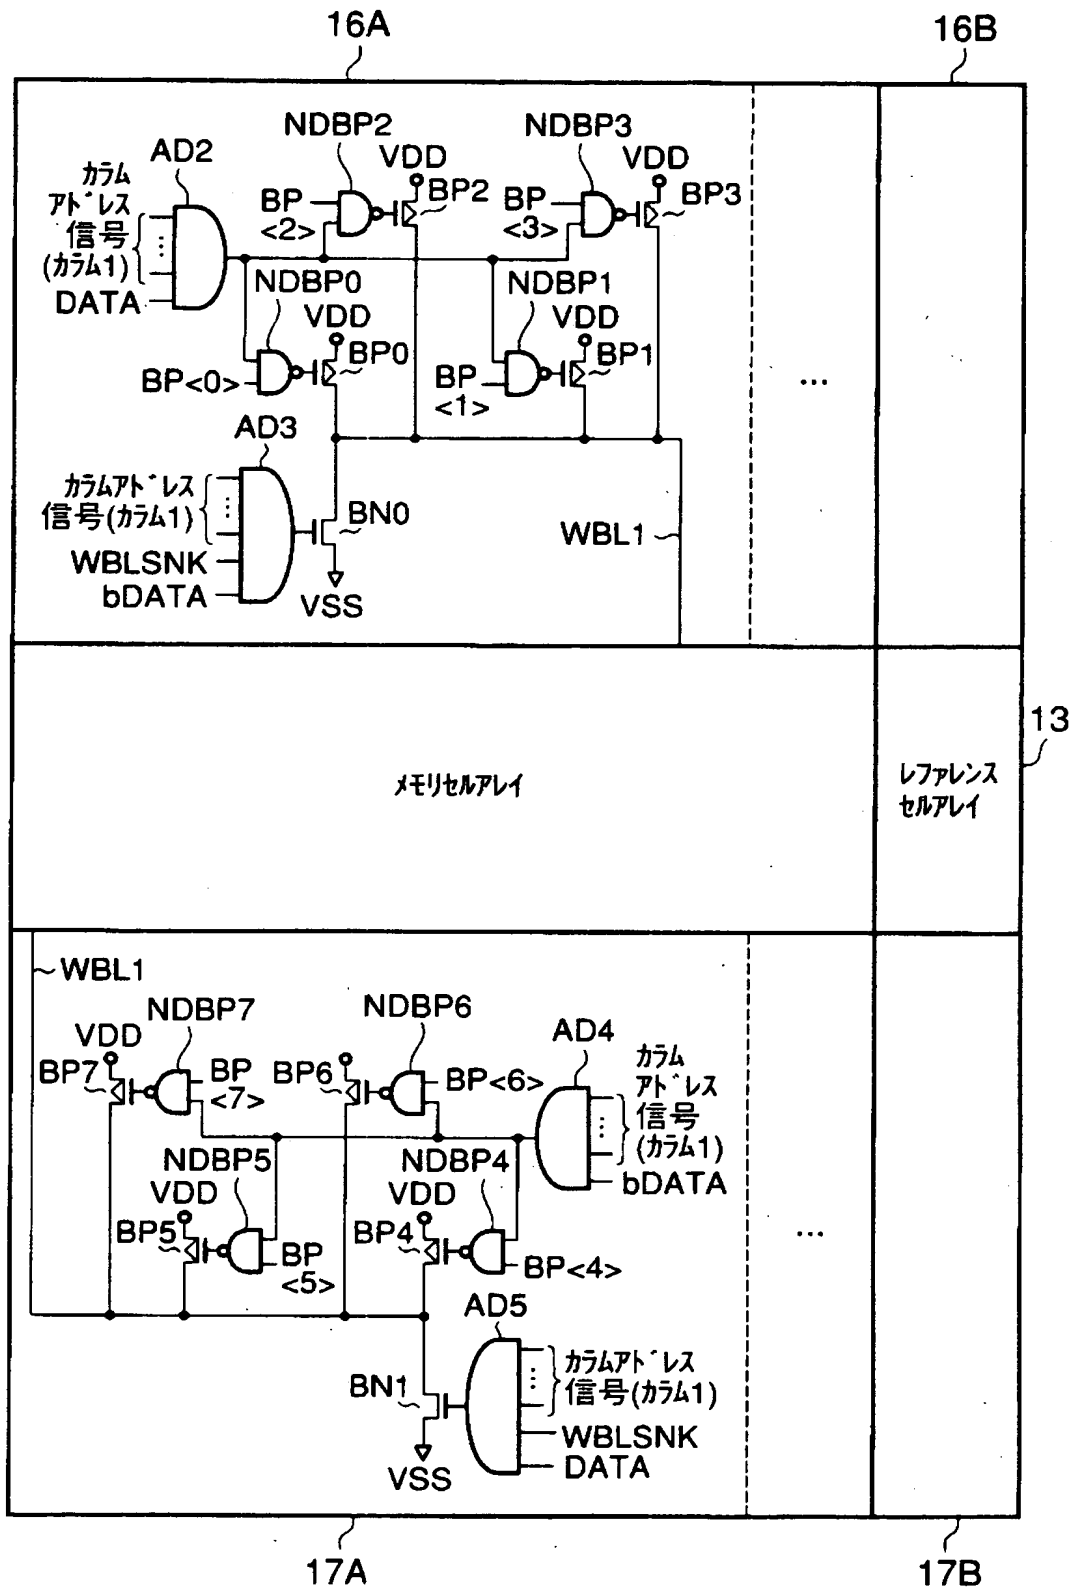 16A
16B
NDBP2
NDBP3
AD2
VDD
VDD
カラム
アドレス
信号
(カラム1)
DATA
BP
<2>
BP2
BP
<3>
BP3
NDBP0
NDBP1
VDD
VDD
BP<0>
BP0
BP
<1>
BP1
...
AD3
カラムアドレス
信号(カラム1)
BN0
WBL1
WBLSNK
bDATA
VSS
13
メモリセルアレイ
レファレンス
セルアレイ
WBL1
NDBP7
NDBP6
AD4
VDD
BP7
BP
<7>
BP6
BP<6>
カラム
アドレス
信号
(カラム1)
bDATA
NDBP5
NDBP4
VDD
VDD
BP5
BP
<5>
BP4
BP<4>
...
AD5
カラムアドレス
信号(カラム1)
BN1
WBLSNK
DATA
VSS
17A
17B